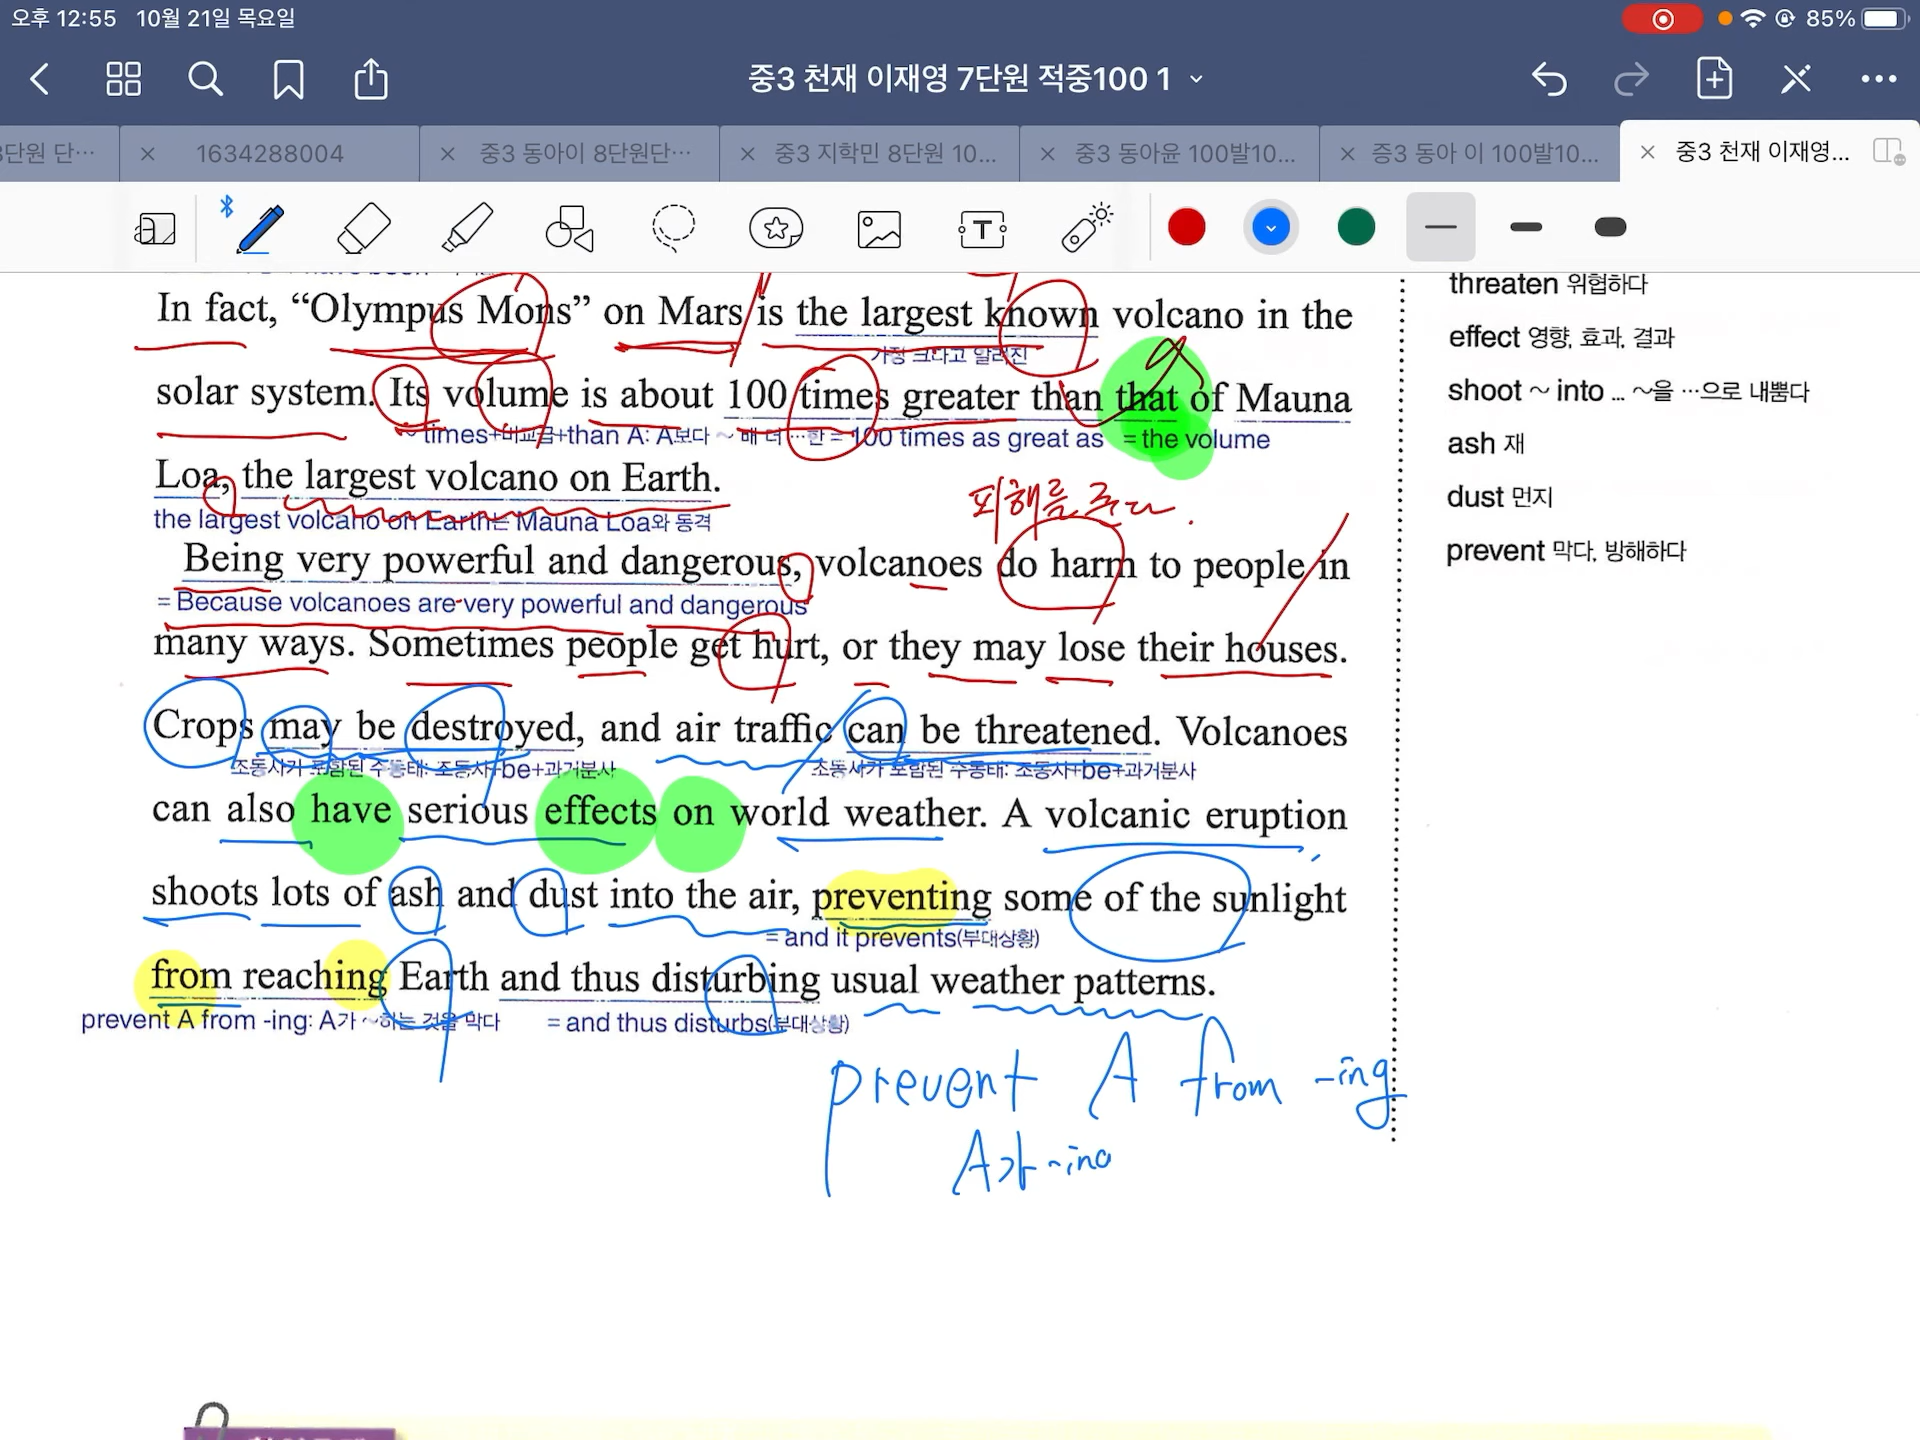 오후 12:55 10월 21일 목요일 85%
중3 천재 이재영 7단원 적중100 1
단원 단… 1634288004 중3 동아이 8단원단… 중3 지학민 8단원 10... 중3 동아윤 100발10... 중3 동아 이 100발10... 중3 천재 이재영...
In fact, “Olympus Mons” on Mars is the largest known volcano in the
가장 크다고 알려진
solar system. Its volume is about 100 times greater than that of Mauna
~ times+비교급+than A: A보다 ~ 배 더 …한 = 100 times as great as = the volume
Loa, the largest volcano on Earth.
the largest volcano on Earth는 Mauna Loa와 동격
피해를 주다.
Being very powerful and dangerous, volcanoes do harm to people in
= Because volcanoes are very powerful and dangerous
many ways. Sometimes people get hurt, or they may lose their houses.
Crops may be destroyed, and air traffic can be threatened. Volcanoes
조동사가 포함된 수동태: 조동사+be+과거분사 조동사가 포함된 수동태: 조동사+be+과거분사
can also have serious effects on world weather. A volcanic eruption
shoots lots of ash and dust into the air, preventing some of the sunlight
= and it prevents(부대상황)
from reaching Earth and thus disturbing usual weather patterns.
prevent A from -ing: A가 ~하는 것을 막다 = and thus disturbs(부대상황)
prevent A from -ing
A가 -ing
threaten 위협하다
effect 영향, 효과, 결과
shoot ~ into ... ~을 …으로 내뿜다
ash 재
dust 먼지
prevent 막다, 방해하다